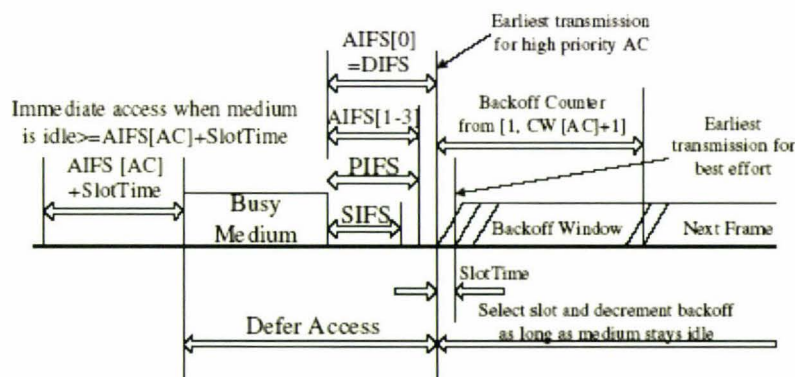 AIFS[0]
=DIFS
Earliest transmission
for high priority AC
Immediate access when medium
is idle>=AIFS[AC]+SlotTime
AIFS[1-3]
Backoff Counter
from [1, CW [AC]+1]
Earliest
transmission for
best effort
AIFS [AC]
+SlotTime
PIFS
Busy
Medium
SIFS
Backoff Window
Next Frame
SlotTime
Defer Access
Select slot and decrement backoff
as long as medium stays idle